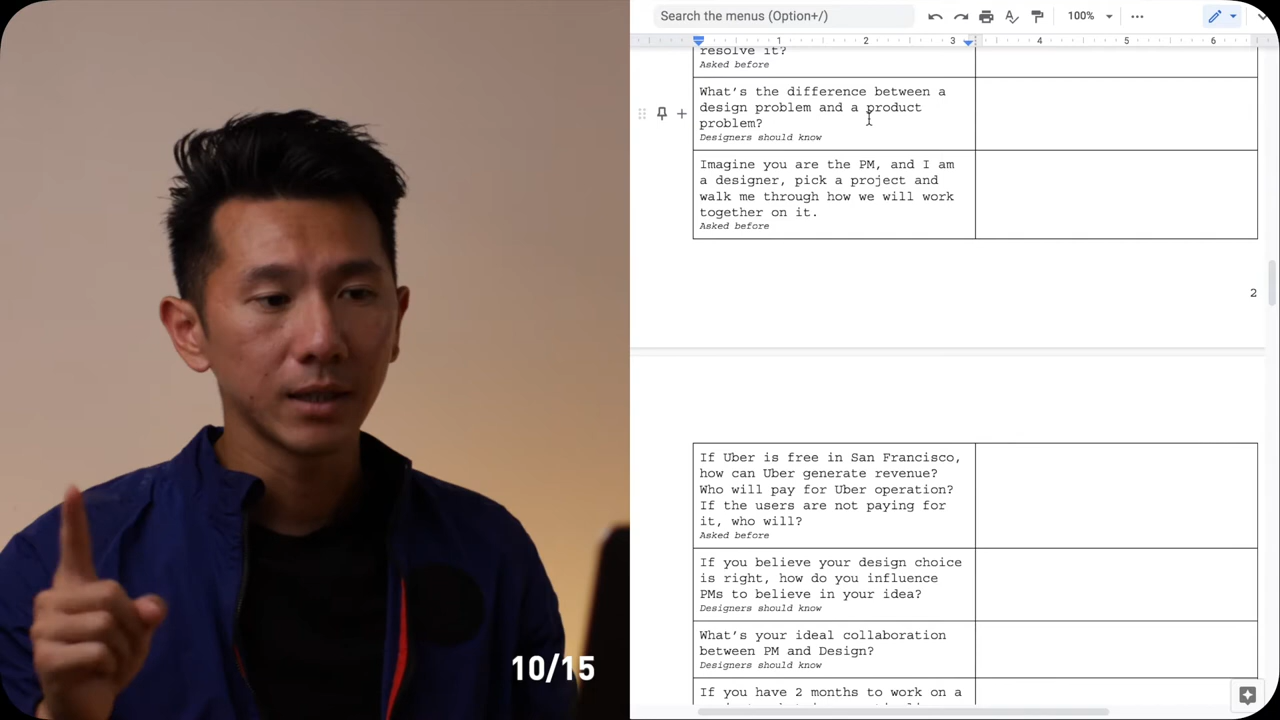 Search the menus (Option+/)
100%
1 2 3 4 5 6
resolve it?
Asked before
What's the difference between a
design problem and a product
problem?
Designers should know
Imagine you are the PM, and I am
a designer, pick a project and
walk me through how we will work
together on it.
Asked before
2
If Uber is free in San Francisco,
how can Uber generate revenue?
Who will pay for Uber operation?
If the users are not paying for
it, who will?
Asked before
If you believe your design choice
is right, how do you influence
PMs to believe in your idea?
Designers should know
What's your ideal collaboration
between PM and Design?
Designers should know
If you have 2 months to work on a
10/15